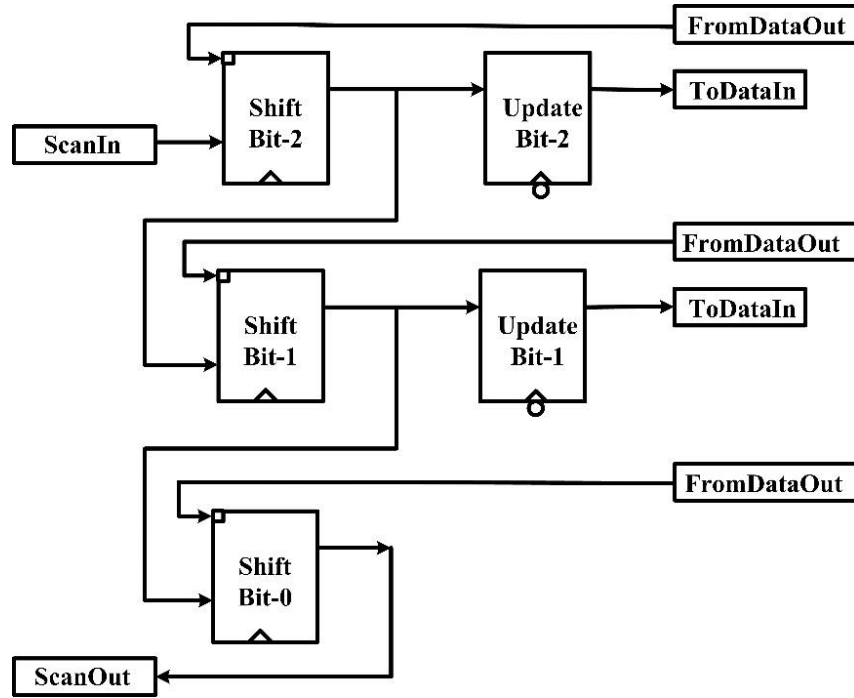 FromDataOut
Shift
Bit-2
Update
Bit-2
ToDataIn
ScanIn
FromDataOut
Shift
Bit-1
Update
Bit-1
ToDataIn
FromDataOut
Shift
Bit-0
ScanOut